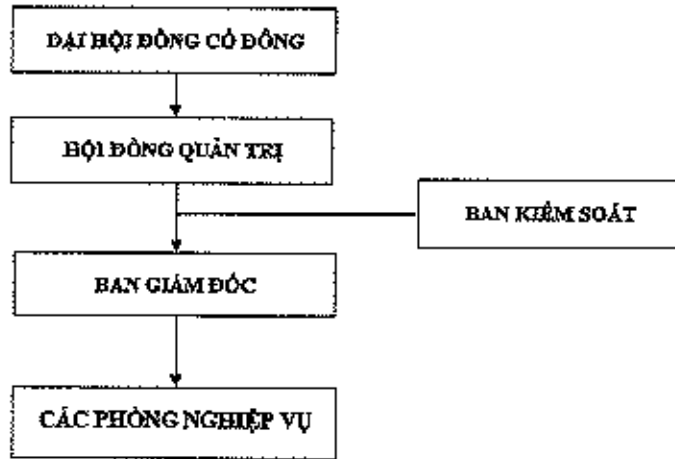 ĐẠI HỘI ĐỒNG CỔ ĐÔNG
HỘI ĐỒNG QUẢN TRỊ
BAN KIỂM SOÁT
BAN GIÁM ĐỐC
CÁC PHÒNG NGHIỆP VỤ